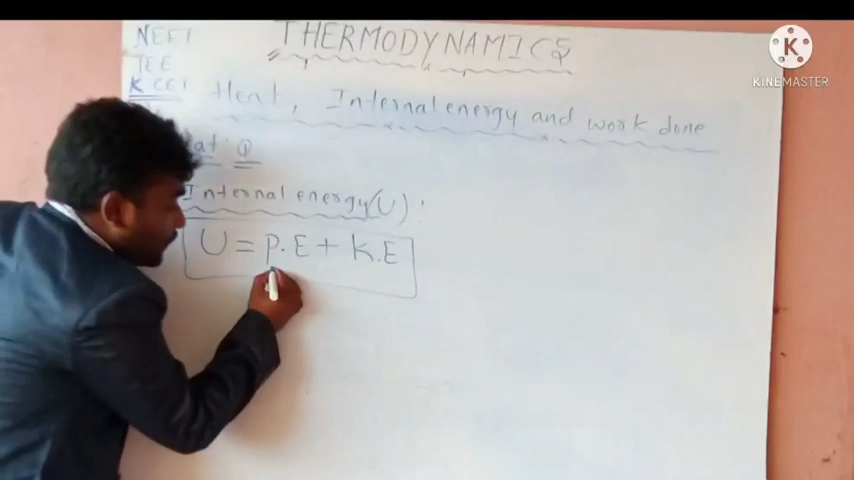 NEET
JEE
KCET
THERMODYNAMICS
Heat, Internal energy and work done
Internal energy(U):
U = P.E + K.E
K
KINEMASTER